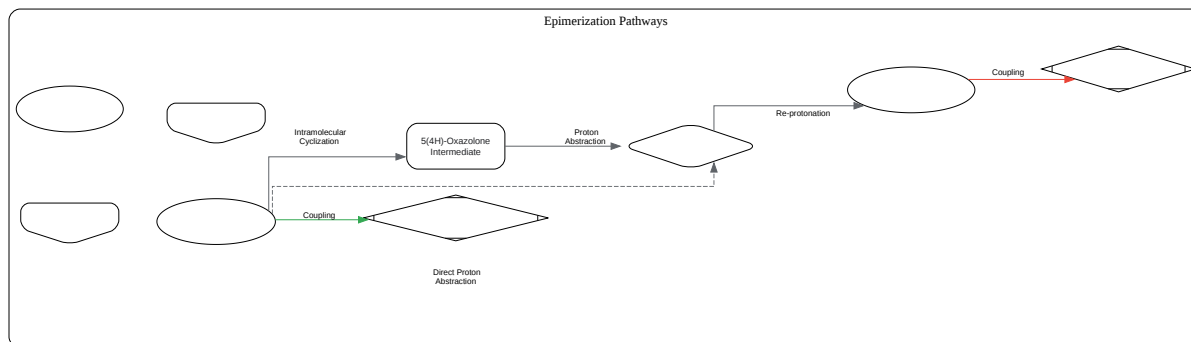 Epimerization Pathways
Coupling
Re-protonation
Intramolecular
Cyclization
5(4H)-Oxazolone
Intermediate
Proton
Abstraction
Coupling
Direct Proton
Abstraction